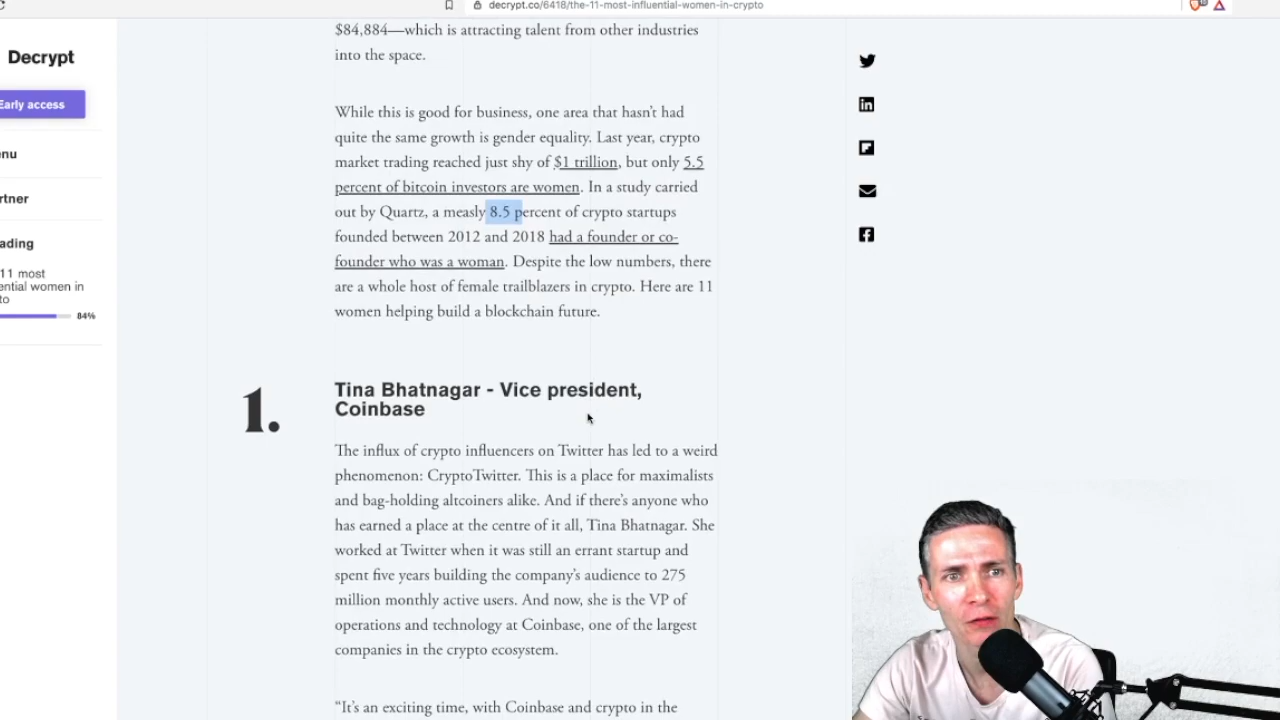 decrypt.co/6418/the-11-most-influential-women-in-crypto
Decrypt
Early access
enu
rtner
ading
11 most
ential women in
to
84%
$84,884—which is attracting talent from other industries
into the space.
While this is good for business, one area that hasn't had
quite the same growth is gender equality. Last year, crypto
market trading reached just shy of $1 trillion, but only 5.5
percent of bitcoin investors are women. In a study carried
out by Quartz, a measly 8.5 percent of crypto startups
founded between 2012 and 2018 had a founder or co-
founder who was a woman. Despite the low numbers, there
are a whole host of female trailblazers in crypto. Here are 11
women helping build a blockchain future.
1.
Tina Bhatnagar - Vice president,
Coinbase
The influx of crypto influencers on Twitter has led to a weird
phenomenon: CryptoTwitter. This is a place for maximalists
and bag-holding altcoiners alike. And if there's anyone who
has earned a place at the centre of it all, Tina Bhatnagar. She
worked at Twitter when it was still an errant startup and
spent five years building the company's audience to 275
million monthly active users. And now, she is the VP of
operations and technology at Coinbase, one of the largest
companies in the crypto ecosystem.
"It's an exciting time, with Coinbase and crypto in the